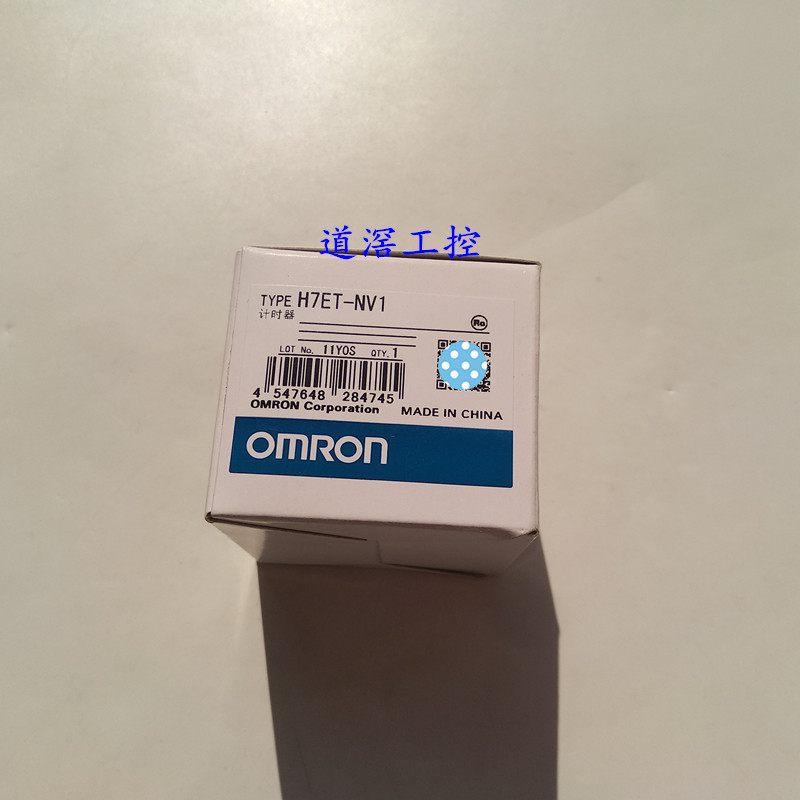 道滘工控
TYPE H7ET-NV1
计时器
Ro
LOT No. 11Y0S QTY.1
4 547648 284745
OMRON Corporation
MADE IN CHINA
OMRON